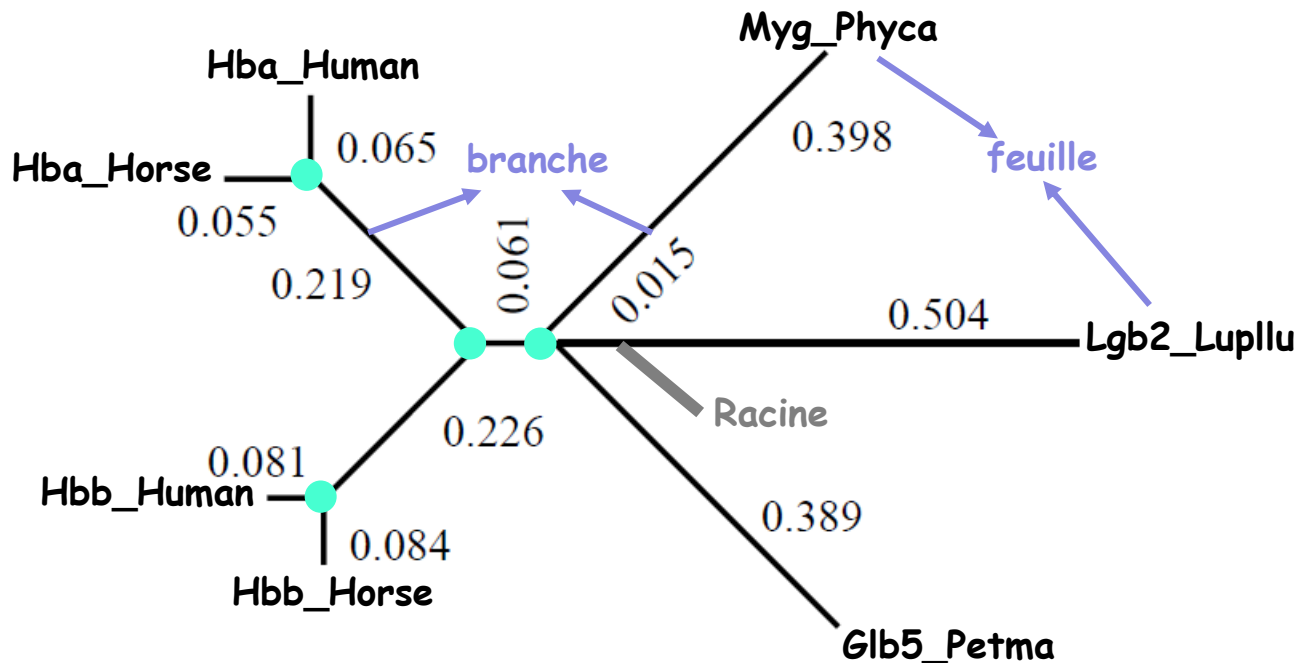 Myg_Phyca
Hba_Human
0.065
0.398
Hba_Horse
branche
feuille
0.055
0.061
0.015
0.219
0.504
Lgb2_Lupllu
Racine
0.226
0.081
Hbb_Human
0.389
0.084
Hbb_Horse
Glb5_Petma